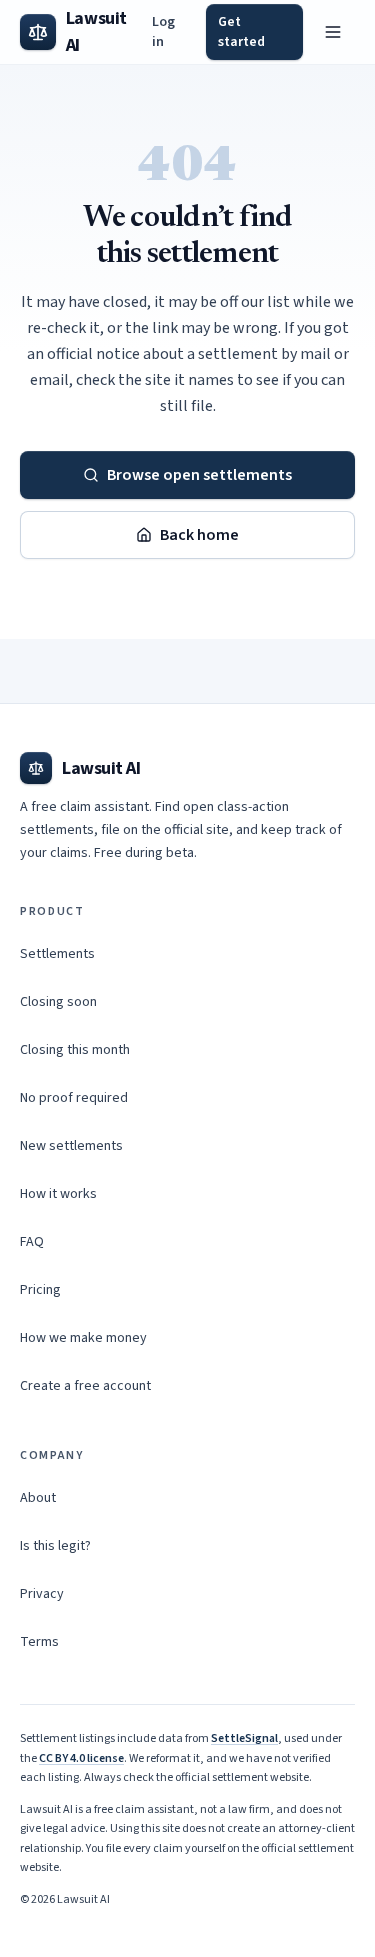 Lawsuit AI
Log in
Get started
404
We couldn't find
this settlement
It may have closed, it may be off our list while we
re-check it, or the link may be wrong. If you got
an official notice about a settlement by mail or
email, check the site it names to see if you can
still file.
Browse open settlements
Back home
Lawsuit AI
A free claim assistant. Find open class-action
settlements, file on the official site, and keep track of
your claims. Free during beta.
PRODUCT
Settlements
Closing soon
Closing this month
No proof required
New settlements
How it works
FAQ
Pricing
How we make money
Create a free account
COMPANY
About
Is this legit?
Privacy
Terms
Settlement listings include data from SettleSignal, used under
the CC BY 4.0 license. We reformat it, and we have not verified
each listing. Always check the official settlement website.
Lawsuit AI is a free claim assistant, not a law firm, and does not
give legal advice. Using this site does not create an attorney-client
relationship. You file every claim yourself on the official settlement
website.
© 2026 Lawsuit AI